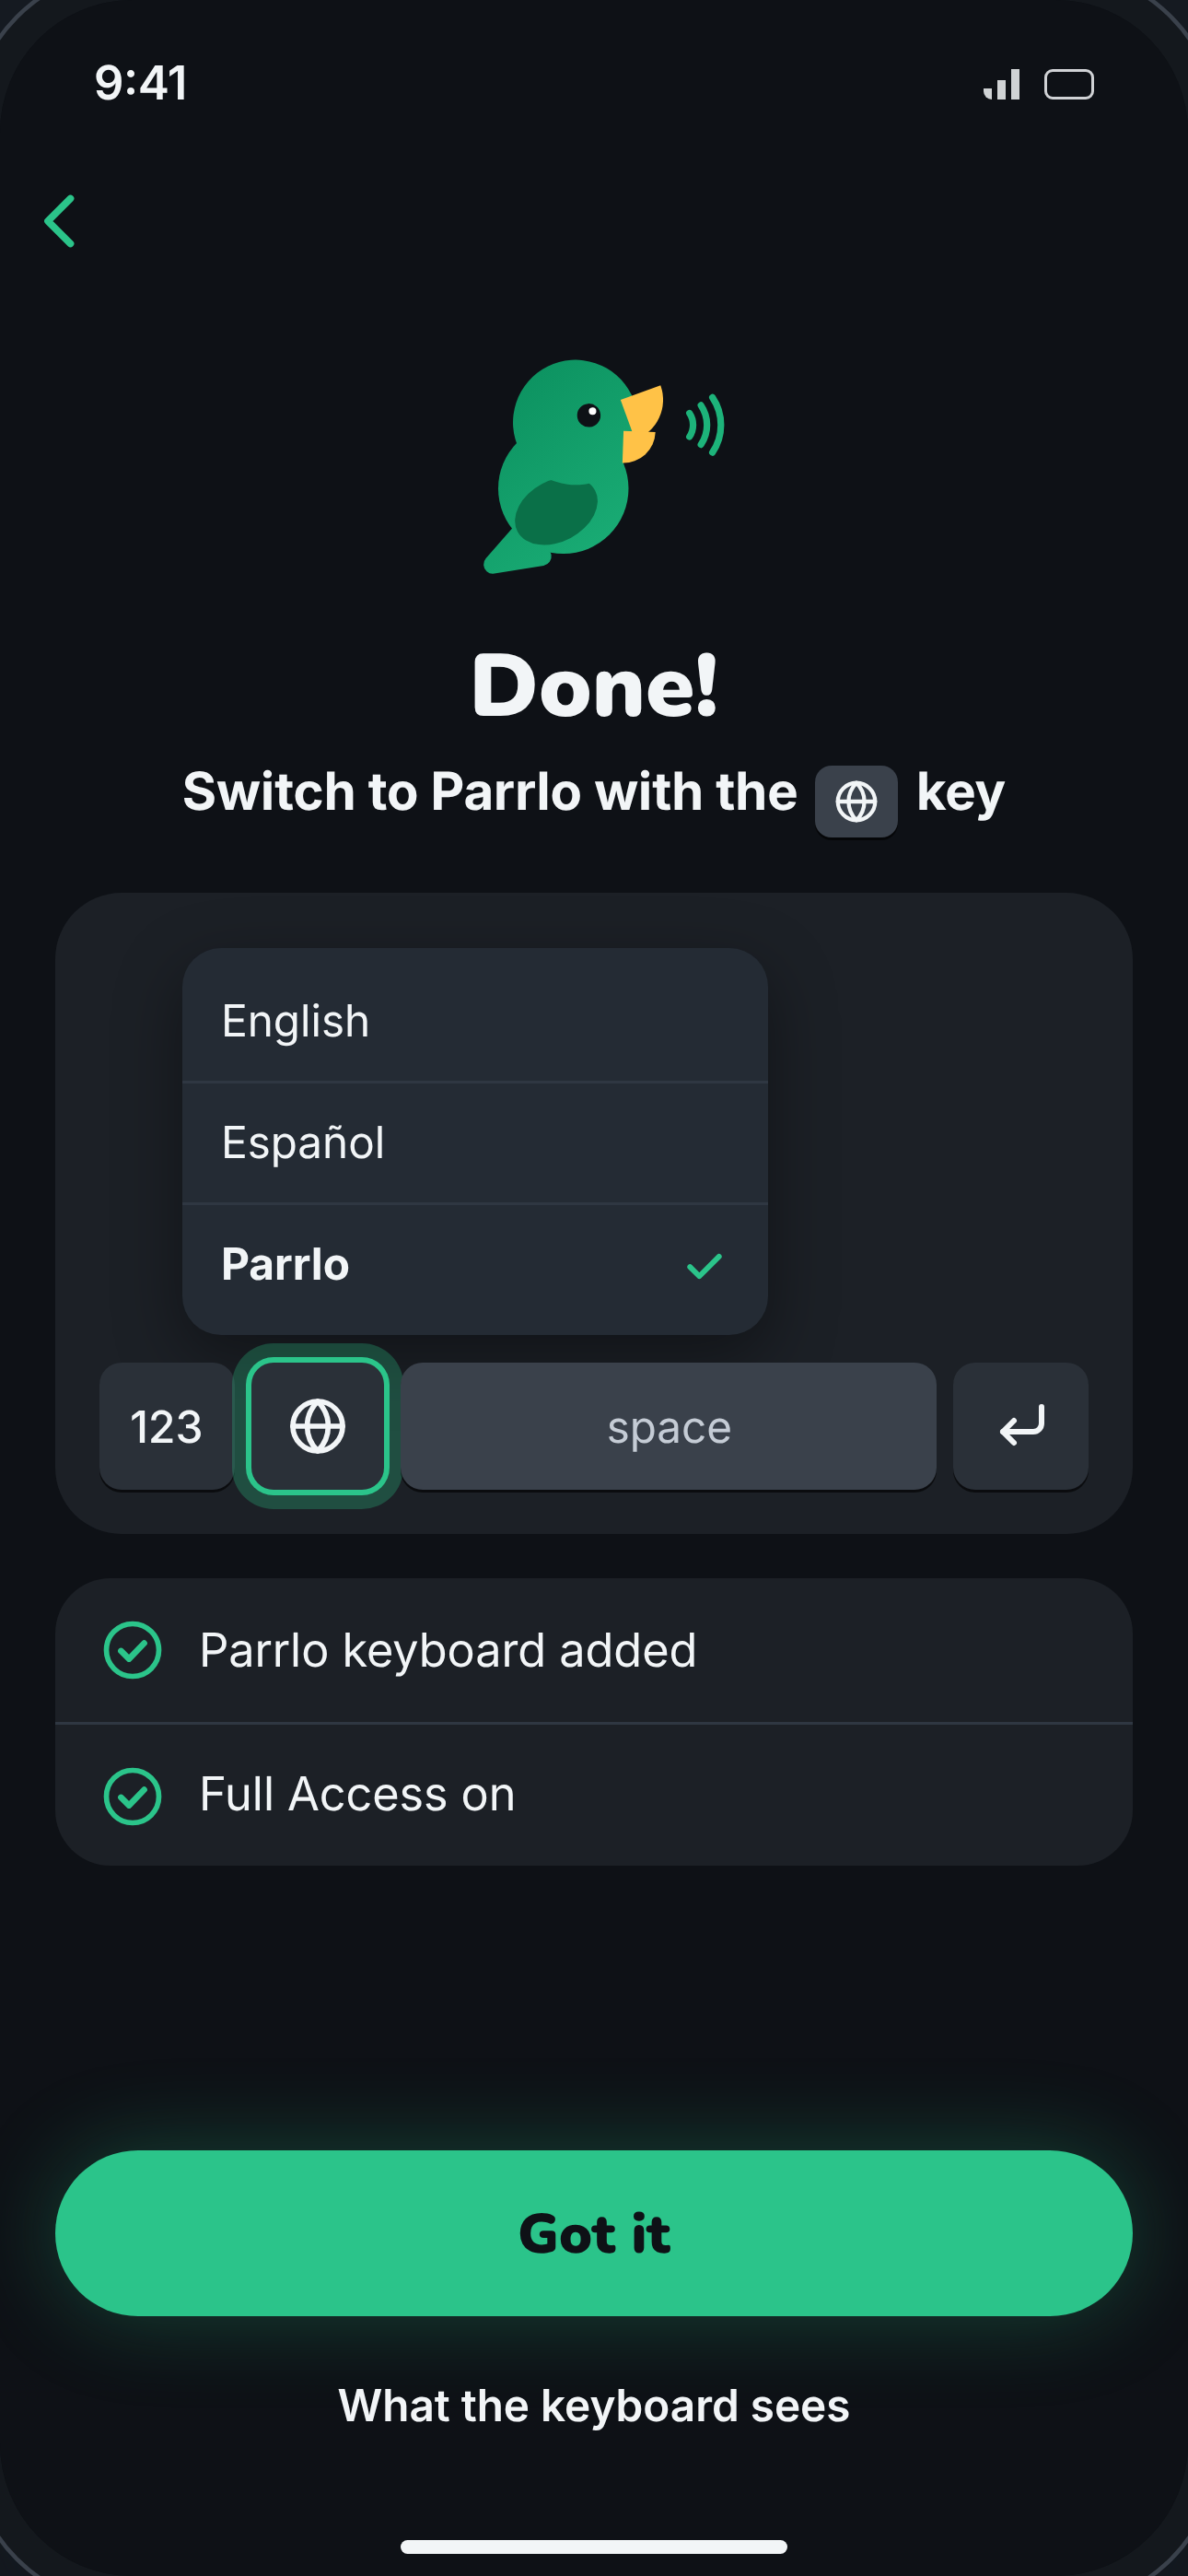 9:41
Done!
Switch to Parrlo with the key
English
Español
Parrlo
123 space
Parrlo keyboard added
Full Access on
Got it
What the keyboard sees